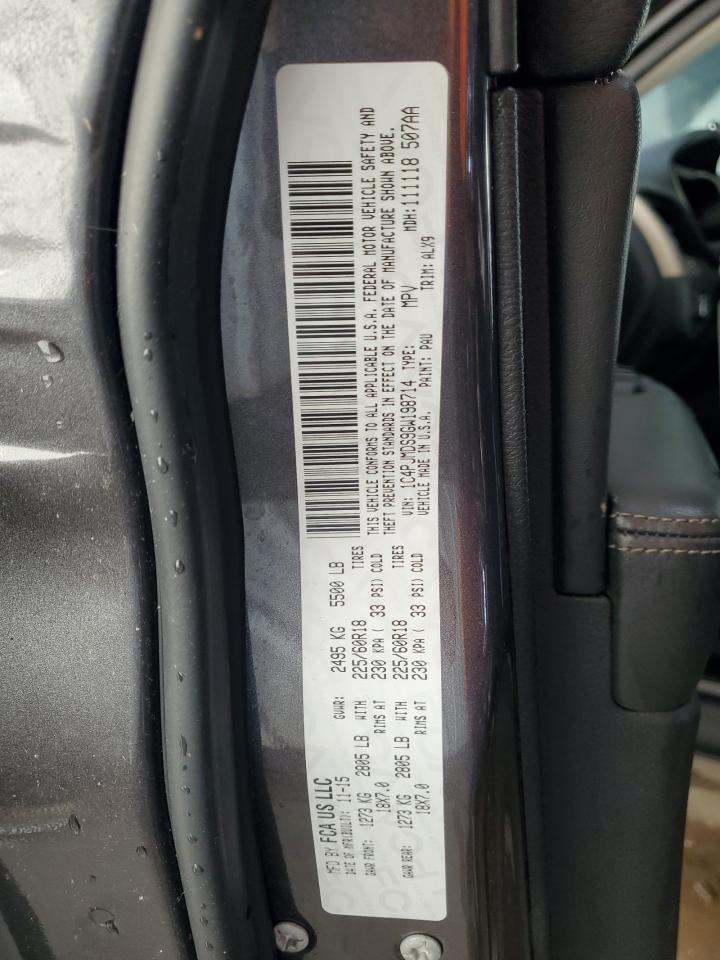 MFD BY FCA US LLC
DATE OF MFR(BUILT): 11-15
GVWR: 2495 KG 5500 LB
GAWR FRONT: 1273 KG 2805 LB WITH 225/60R18 TIRES
18X7.0 RIMS AT 230 KPA ( 33 PSI) COLD
GAWR REAR: 1273 KG 2805 LB WITH 225/60R18 TIRES
18X7.0 RIMS AT 230 KPA ( 33 PSI) COLD
THIS VEHICLE CONFORMS TO ALL APPLICABLE U.S.A. FEDERAL MOTOR VEHICLE SAFETY AND
THEFT PREVENTION STANDARDS IN EFFECT ON THE DATE OF MANUFACTURE SHOWN ABOVE.
VIN: 1C4PJMDS9GW198714 TYPE: MPV MDH:111118 507AA
VEHICLE MADE IN U.S.A. PAINT: PAU TRIM:ALX9